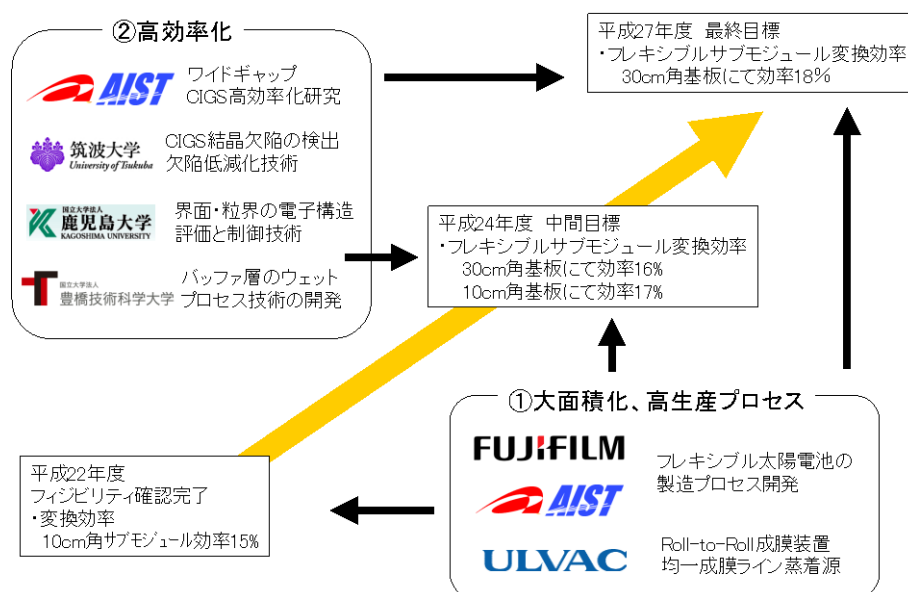 ②高効率化
AIST
ワイドギャップ
CIGS高効率化研究
筑波大学
University of Tsukuba
CIGS結晶欠陥の検出
欠陥低減化技術
国立大学法人
鹿児島大学
KAGOSHIMA UNIVERSITY
界面・粒界の電子構造
評価と制御技術
国立大学法人
豊橋技術科学大学
バッファ層のウェット
プロセス技術の開発
平成27年度 最終目標
・フレキシブルサブモジュール変換効率
30cm角基板にて効率18%
平成24年度 中間目標
・フレキシブルサブモジュール変換効率
30cm角基板にて効率16%
10cm角基板にて効率17%
①大面積化、高生産プロセス
FUJIFILM
AIST
フレキシブル太陽電池の
製造プロセス開発
ULVAC
Roll-to-Roll成膜装置
均一成膜ライン蒸着源
平成22年度
フィジビリティ確認完了
・変換効率
10cm角サブモジュール効率15%